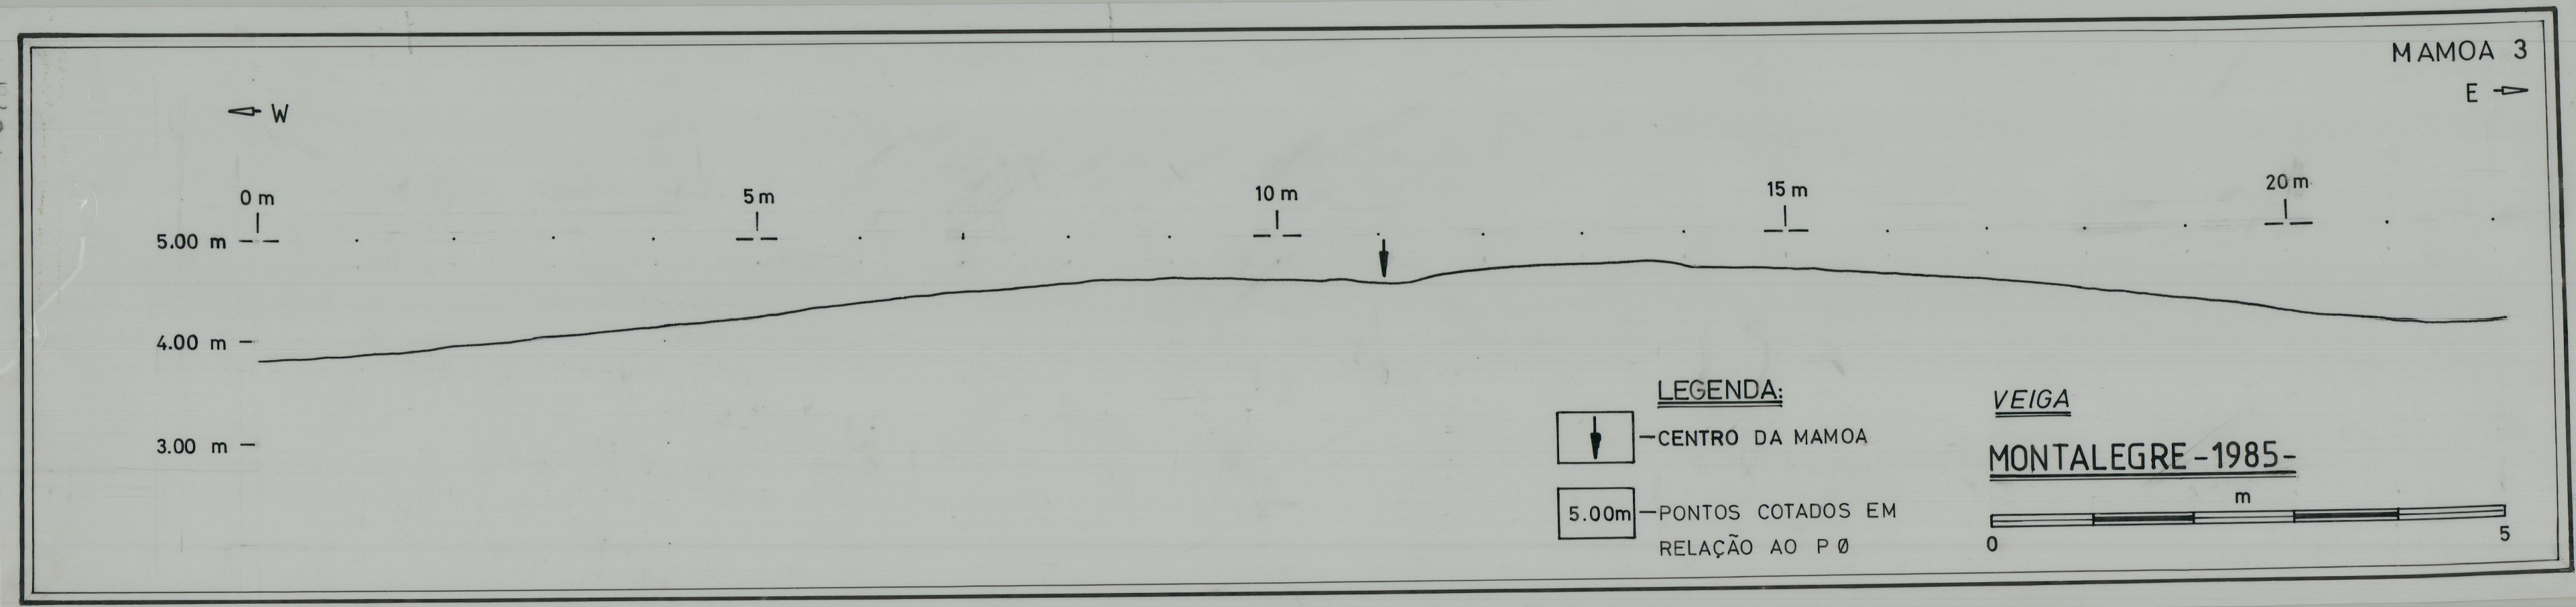 MAMOA 3
W
E
0 m
5 m
10 m
15 m
20 m
5.00 m
4.00 m
3.00 m
LEGENDA:
CENTRO DA MAMOA
5.00m
PONTOS COTADOS EM
RELAÇÃO AO P Ø
VEIGA
MONTALEGRE -1985-
m
0
5